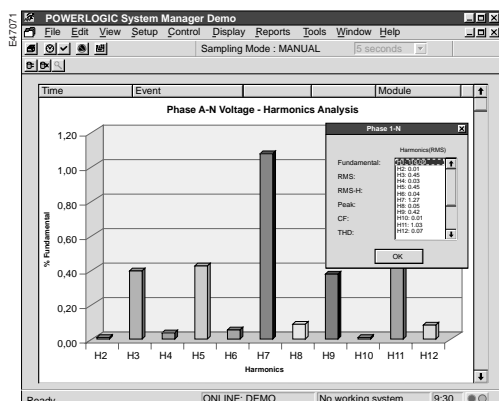 E47071
POWERLOGIC System Manager Demo
File Edit View Setup Control Display Reports Tools Window Help
Sampling Mode : MANUAL 5 seconds
Time Event Module
Phase A-N Voltage - Harmonics Analysis
Phase 1-N
Harmonics(RMS)
Fundamental:
RMS:
RMS-H:
Peak:
CF:
THD:
H2: 0.01
H3: 0.45
H4: 0.03
H5: 0.45
H6: 0.04
H7: 1.27
H8: 0.05
H9: 0.42
H10: 0.01
H11: 1.03
H12: 0.07
OK
% Fundamental
1,20
1,00
0,80
0,60
0,40
0,20
0,00
H2 H3 H4 H5 H6 H7 H8 H9 H10 H11 H12
Harmonics
Ready ONLINE: DEMO No working system 9:30